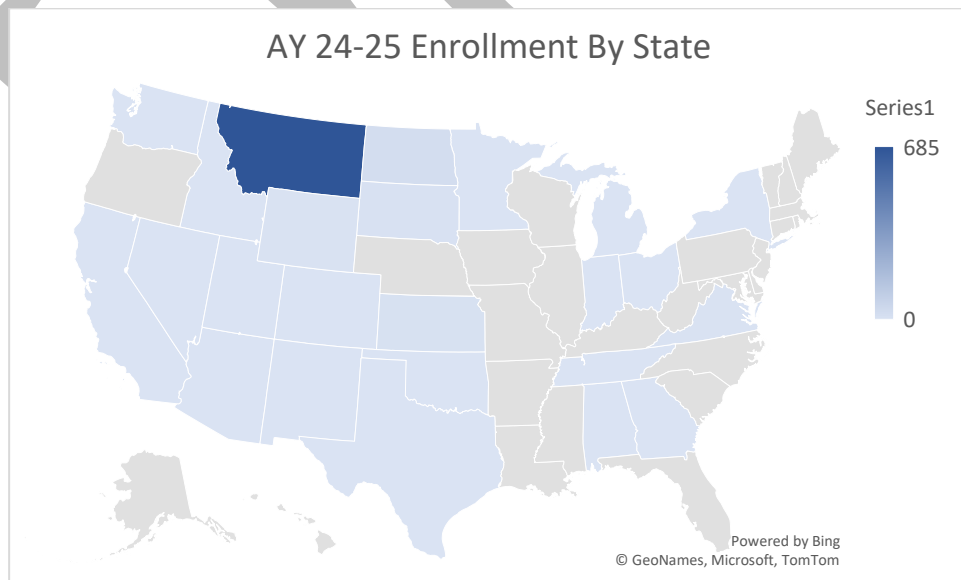 AY 24-25 Enrollment By State
Series1
685
0
Powered by Bing
© GeoNames, Microsoft, TomTom